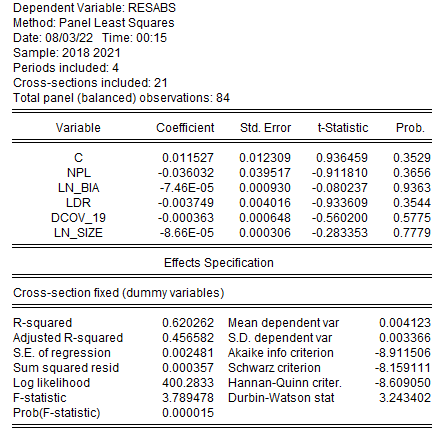 Dependent Variable: RESABS
Method: Panel Least Squares
Date: 08/03/22 Time: 00:15
Sample: 2018 2021
Periods included: 4
Cross-sections included: 21
Total panel (balanced) observations: 84
Variable Coefficient Std. Error t-Statistic Prob.
C 0.011527 0.012309 0.936459 0.3529
NPL -0.036032 0.039517 -0.911810 0.3656
LN_BIA -7.46E-05 0.000930 -0.080237 0.9363
LDR -0.003749 0.004016 -0.933609 0.3544
DCOV_19 -0.000363 0.000648 -0.560200 0.5775
LN_SIZE -8.66E-05 0.000306 -0.283353 0.7779
Effects Specification
Cross-section fixed (dummy variables)
R-squared 0.620262 Mean dependent var 0.004123
Adjusted R-squared 0.456582 S.D. dependent var 0.003366
S.E. of regression 0.002481 Akaike info criterion -8.911506
Sum squared resid 0.000357 Schwarz criterion -8.159111
Log likelihood 400.2833 Hannan-Quinn criter. -8.609050
F-statistic 3.789478 Durbin-Watson stat 3.243402
Prob(F-statistic) 0.000015